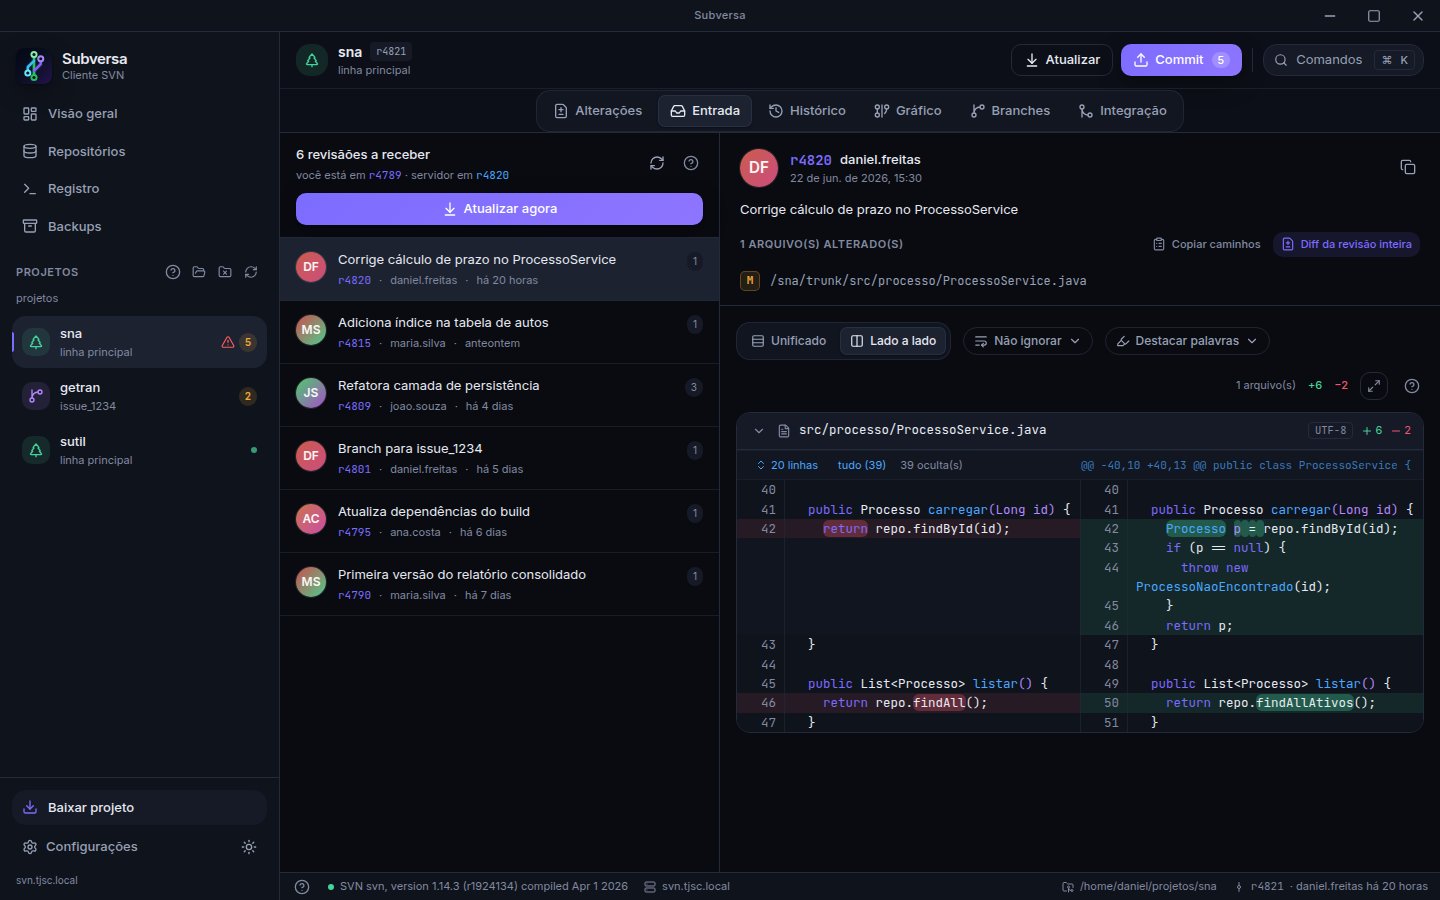 Subversa
Subversa
Cliente SVN
Visão geral
Repositórios
Registro
Backups
PROJETOS
projetos
sna
linha principal
5
getran
issue_1234
2
sutil
linha principal
Baixar projeto
Configurações
svn.tjsc.local
sna r4821
linha principal
Atualizar
Commit 5
Comandos ⌘ K
Alterações
Entrada
Histórico
Gráfico
Branches
Integração
6 revisãões a receber
você está em r4789 · servidor em r4820
Atualizar agora
DF
Corrige cálculo de prazo no ProcessoService 1
r4820 · daniel.freitas · há 20 horas
MS
Adiciona índice na tabela de autos 1
r4815 · maria.silva · anteontem
JS
Refatora camada de persistência 3
r4809 · joao.souza · há 4 dias
DF
Branch para issue_1234 1
r4801 · daniel.freitas · há 5 dias
AC
Atualiza dependências do build 1
r4795 · ana.costa · há 6 dias
MS
Primeira versão do relatório consolidado 1
r4790 · maria.silva · há 7 dias
DF
r4820 daniel.freitas
22 de jun. de 2026, 15:30
Corrige cálculo de prazo no ProcessoService
1 ARQUIVO(S) ALTERADO(S)
Copiar caminhos
Diff da revisão inteira
M /sna/trunk/src/processo/ProcessoService.java
Unificado
Lado a lado
Não ignorar
Destacar palavras
1 arquivo(s) +6 −2
src/processo/ProcessoService.java UTF-8 + 6 − 2
20 linhas tudo (39) 39 oculta(s) @@ -40,10 +40,13 @@ public class ProcessoService {
40
41 public Processo carregar(Long id) {
42 return repo.findById(id);
43 }
44
45 public List<Processo> listar() {
46 return repo.findAll();
47 }
40
41 public Processo carregar(Long id) {
42 Processo p = repo.findById(id);
43 if (p == null) {
44 throw new
ProcessoNaoEncontrado(id);
45 }
46 return p;
47 }
48
49 public List<Processo> listar() {
50 return repo.findAllAtivos();
51 }
SVN svn, version 1.14.3 (r1924134) compiled Apr 1 2026
svn.tjsc.local
/home/daniel/projetos/sna
r4821 · daniel.freitas há 20 horas